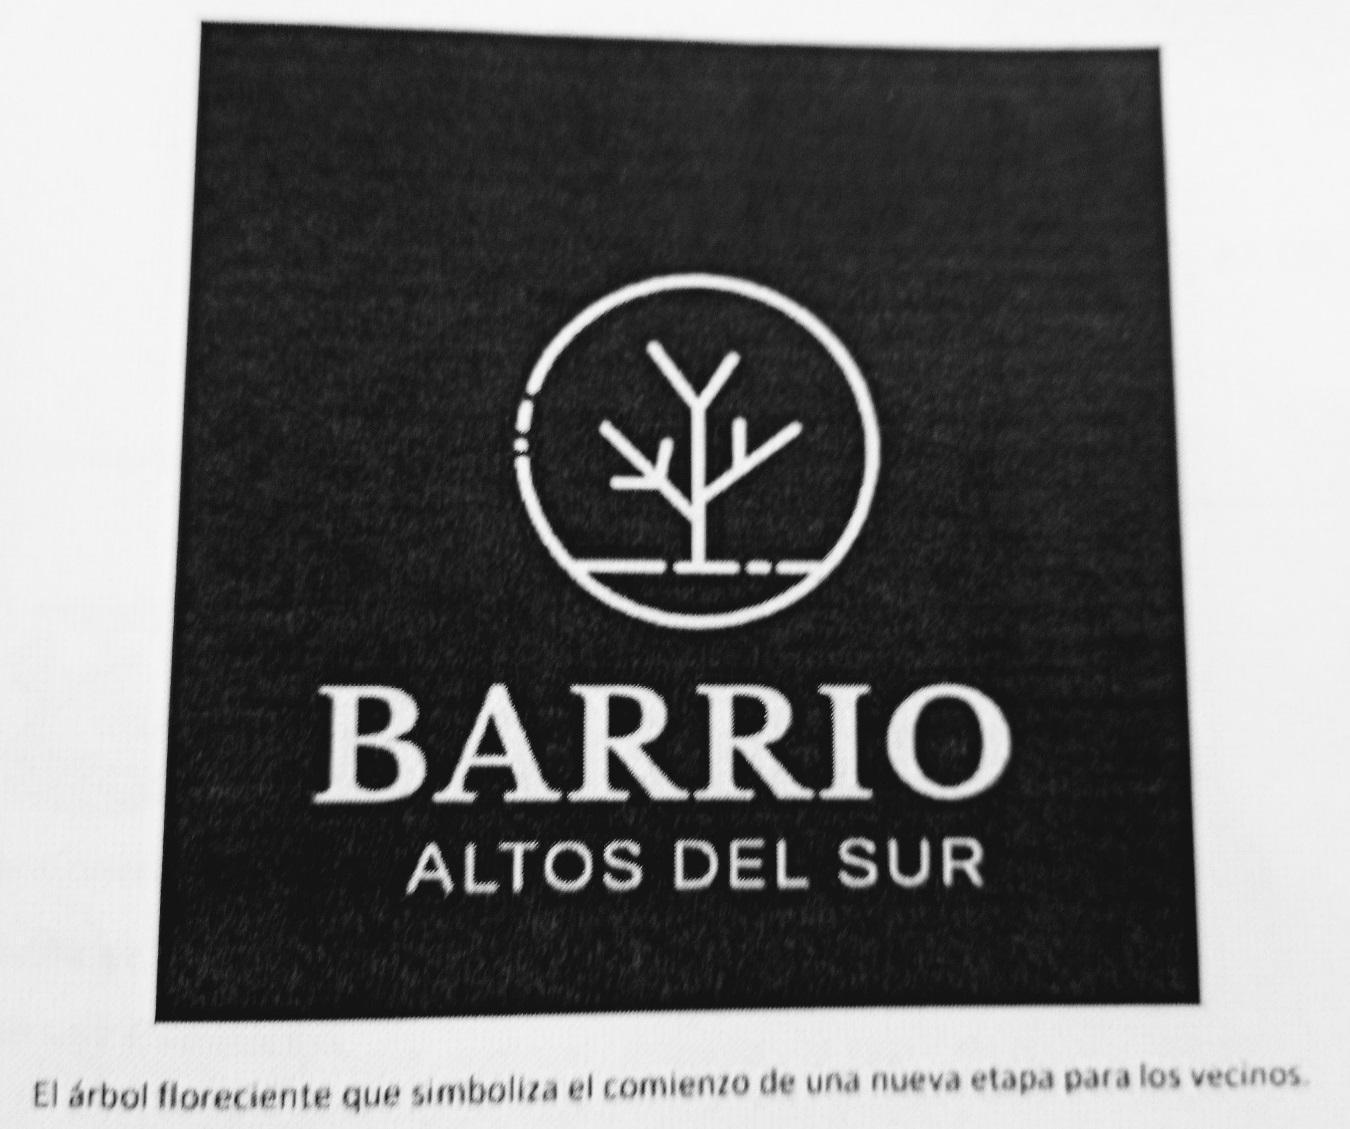 BARRIO
ALTOS DEL SUR
El árbol floreciente que simboliza el comienzo de una nueva etapa para los vecinos.